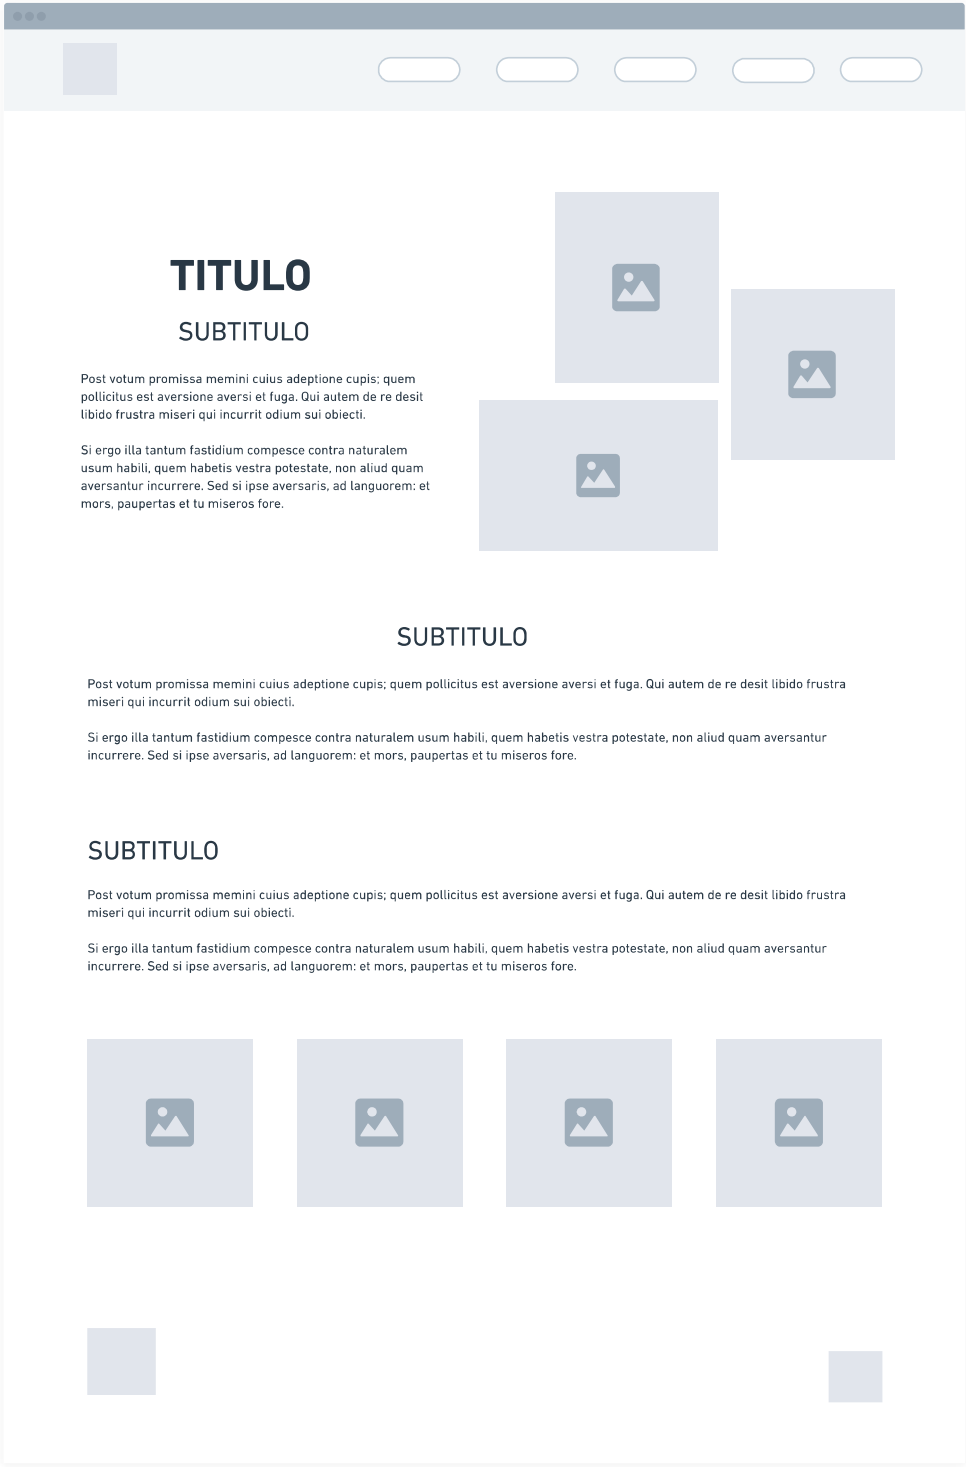 TITULO
SUBTITULO
Post votum promissa memini cuius adeptione cupis; quem
pollicitus est aversione aversi et fuga. Qui autem de re desit
libido frustra miseri qui incurrit odium sui obiecti.
Si ergo illa tantum fastidium compesce contra naturalem
usum habili, quem habetis vestra potestate, non aliud quam
aversantur incurrere. Sed si ipse aversaris, ad languorem: et
mors, paupertas et tu miseros fore.
SUBTITULO
Post votum promissa memini cuius adeptione cupis; quem pollicitus est aversione aversi et fuga. Qui autem de re desit libido frustra
miseri qui incurrit odium sui obiecti.
Si ergo illa tantum fastidium compesce contra naturalem usum habili, quem habetis vestra potestate, non aliud quam aversantur
incurrere. Sed si ipse aversaris, ad languorem: et mors, paupertas et tu miseros fore.
SUBTITULO
Post votum promissa memini cuius adeptione cupis; quem pollicitus est aversione aversi et fuga. Qui autem de re desit libido frustra
miseri qui incurrit odium sui obiecti.
Si ergo illa tantum fastidium compesce contra naturalem usum habili, quem habetis vestra potestate, non aliud quam aversantur
incurrere. Sed si ipse aversaris, ad languorem: et mors, paupertas et tu miseros fore.